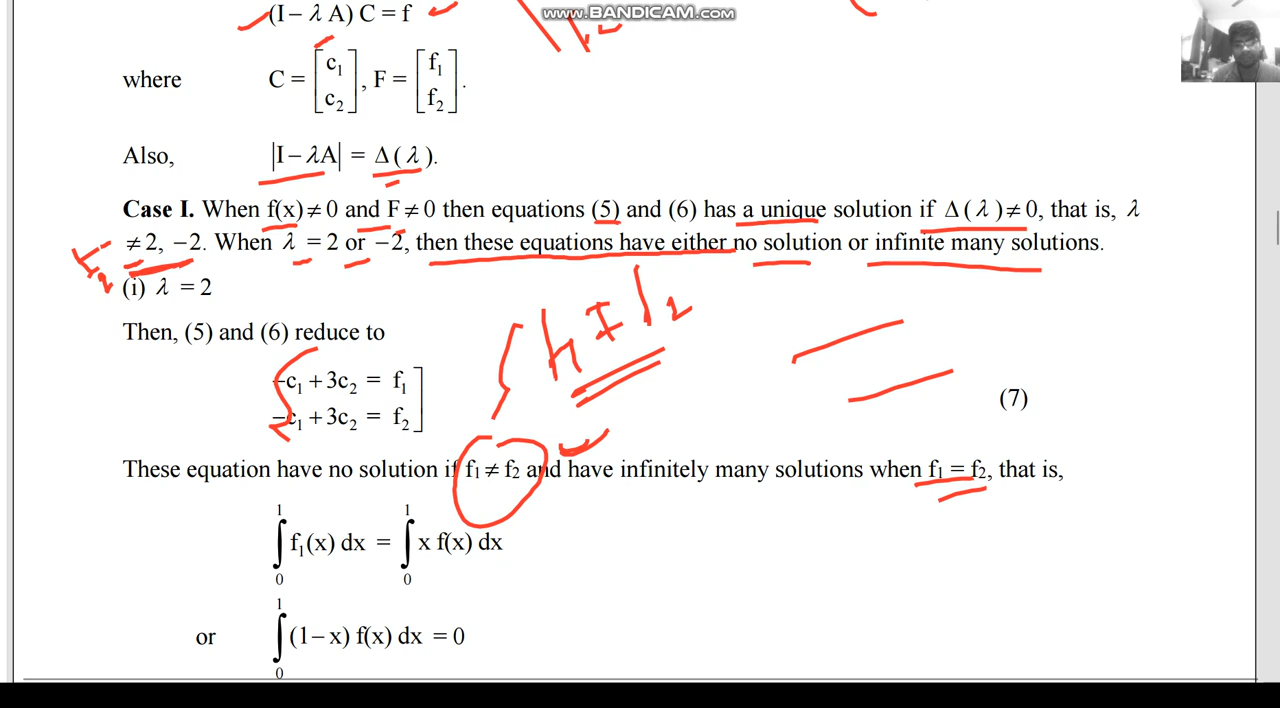 (I – λ A) C = f
www.BANDICAM.com
where C = [c₁ c₂], F = [f₁ f₂].
Also, |I – λA| = Δ(λ).
Case I. When f(x) ≠ 0 and F ≠ 0 then equations (5) and (6) has a unique solution if Δ(λ) ≠ 0, that is, λ
≠ 2, –2. When λ = 2 or –2, then these equations have either no solution or infinite many solutions.
(i) λ = 2
Then, (5) and (6) reduce to
–c₁ + 3c₂ = f₁
–c₁ + 3c₂ = f₂
(7)
These equation have no solution if f₁ ≠ f₂ and have infinitely many solutions when f₁ = f₂, that is,
∫₀¹ f₁(x) dx = ∫₀¹ x f(x) dx
or ∫₀¹ (1 – x) f(x) dx = 0